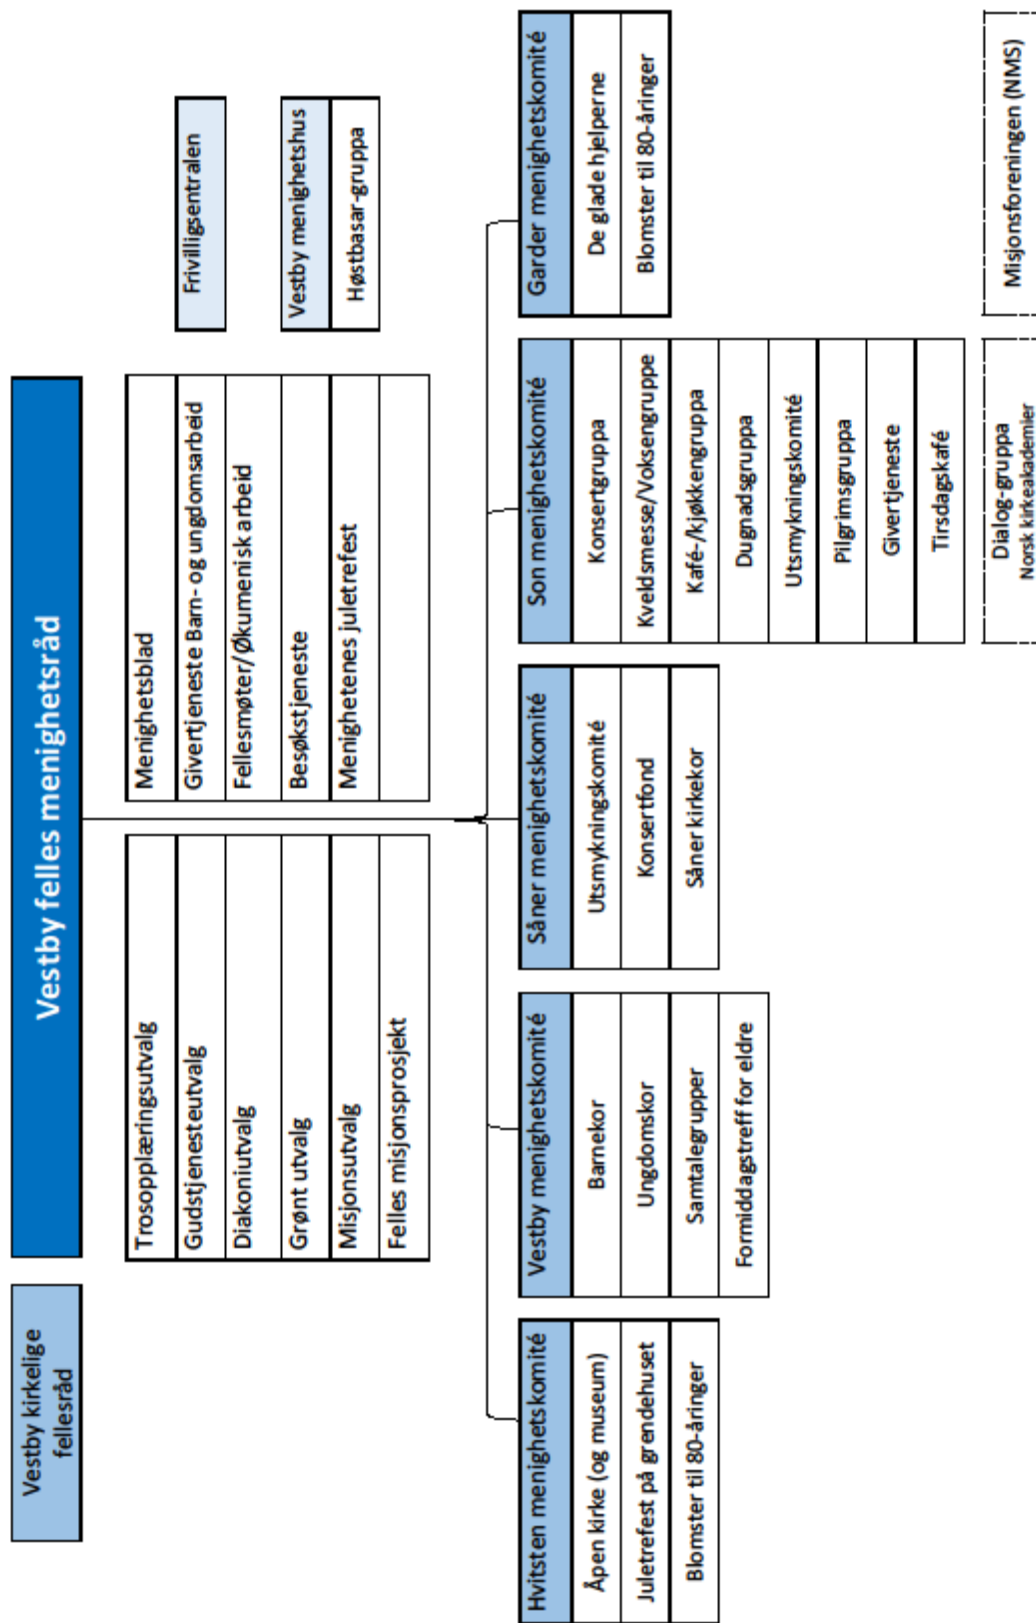 Vestby kirkelige
fellesråd
Vestby felles menighetsråd
Trosopplæringsutvalg
Gudstjenesteutvalg
Diakoniutvalg
Grønt utvalg
Misjonsutvalg
Felles misjonsprosjekt
Menighetsblad
Givertjeneste Barn- og ungdomsarbeid
Fellesmøter/Økumenisk arbeid
Besøkstjeneste
Menighetenes juletrefest
Frivilligsentralen
Vestby menighetshus
Høstbasar-gruppa
Hvitsten menighetskomité
Åpen kirke (og museum)
Juletrefest på grendehuset
Blomster til 80-åringer
Vestby menighetskomité
Barnekor
Ungdomskor
Samtalegrupper
Formiddagstreff for eldre
Såner menighetskomité
Utsmykningskomité
Konsertfond
Såner kirkekor
Son menighetskomité
Konsertgruppa
Kveldsmesse/Voksengruppe
Kafé-/kjøkkengruppa
Dugnadsgruppa
Utsmykningskomité
Pilgrimsgruppa
Givertjeneste
Tirsdagskafé
Dialog-gruppa
Norsk kirkeakademier
Garder menighetskomité
De glade hjelperne
Blomster til 80-åringer
Misjonsforeningen (NMS)